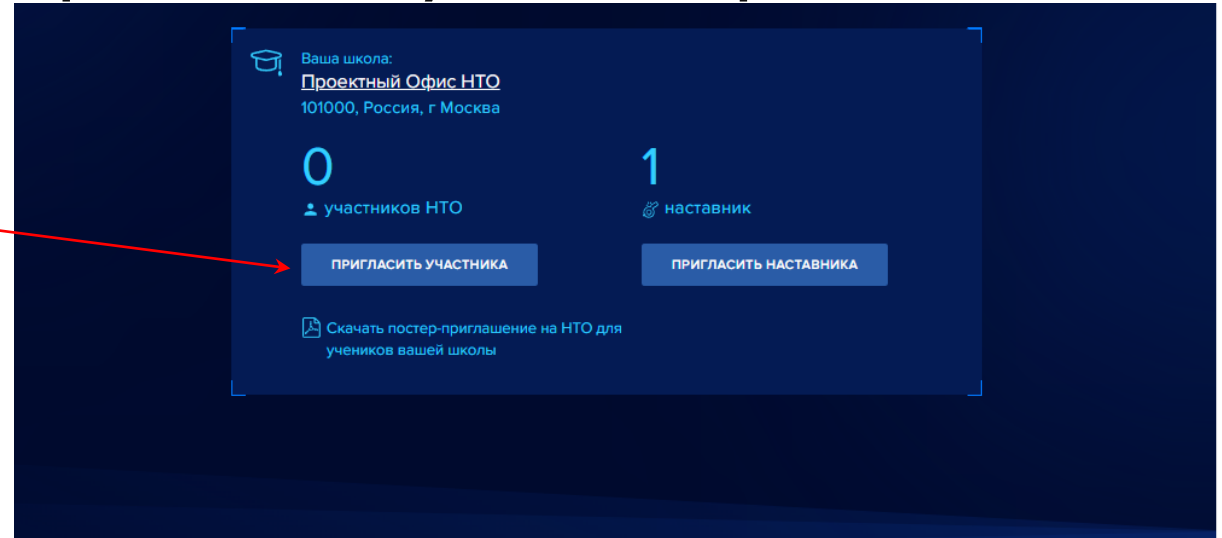 Ваша школа:
Проектный Офис НТО
101000, Россия, г Москва
0
участников НТО
1
наставник
ПРИГЛАСИТЬ УЧАСТНИКА
ПРИГЛАСИТЬ НАСТАВНИКА
Скачать постер-приглашение на НТО для
учеников вашей школы